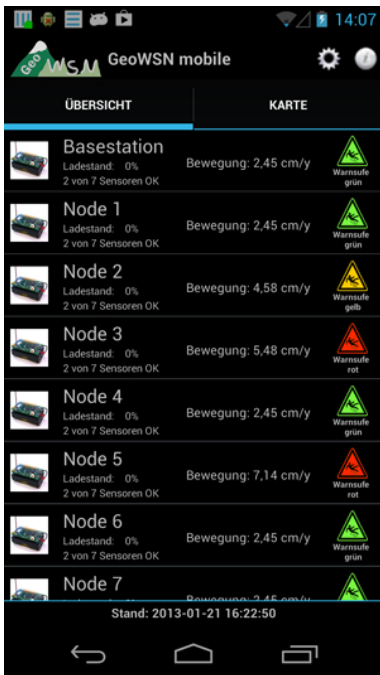 14:07
Geo WSM
GeoWSN mobile
ÜBERSICHT
KARTE
Basestation
Ladestand: 0%
2 von 7 Sensoren OK
Bewegung: 2,45 cm/y
Warnsufe
grün
Node 1
Ladestand: 0%
2 von 7 Sensoren OK
Bewegung: 2,45 cm/y
Warnsufe
grün
Node 2
Ladestand: 0%
2 von 7 Sensoren OK
Bewegung: 4,58 cm/y
Warnsufe
gelb
Node 3
Ladestand: 0%
2 von 7 Sensoren OK
Bewegung: 5,48 cm/y
Warnsufe
rot
Node 4
Ladestand: 0%
2 von 7 Sensoren OK
Bewegung: 2,45 cm/y
Warnsufe
grün
Node 5
Ladestand: 0%
2 von 7 Sensoren OK
Bewegung: 7,14 cm/y
Warnsufe
rot
Node 6
Ladestand: 0%
2 von 7 Sensoren OK
Bewegung: 2,45 cm/y
Warnsufe
grün
Node 7
Bewegung: 2,45 cm/y
Stand: 2013-01-21 16:22:50